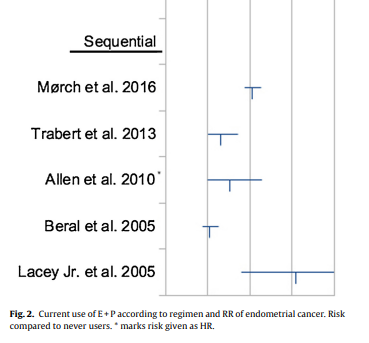 Sequential
Mørch et al. 2016
Trabert et al. 2013
Allen et al. 2010*
Beral et al. 2005
Lacey Jr. et al. 2005
Fig. 2. Current use of E + P according to regimen and RR of endometrial cancer. Risk
compared to never users. * marks risk given as HR.